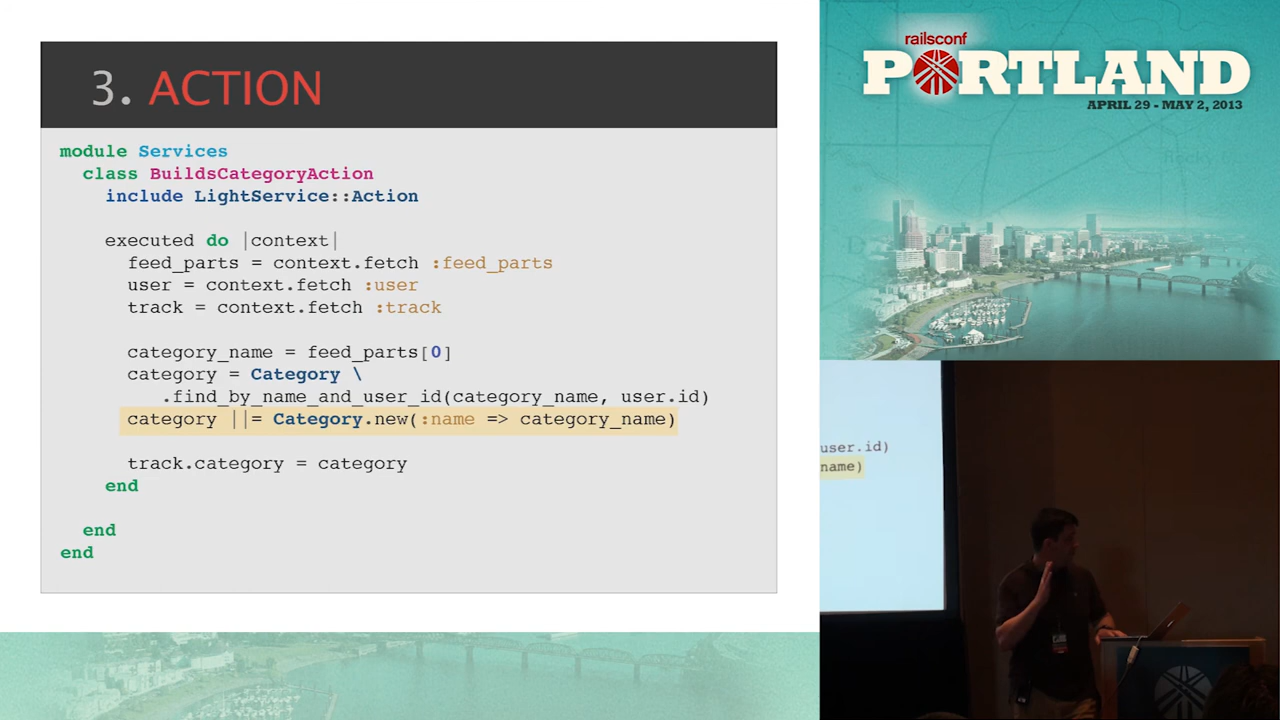 3. ACTION
module Services
class BuildsCategoryAction
include LightService::Action
executed do |context|
feed_parts = context.fetch :feed_parts
user = context.fetch :user
track = context.fetch :track
category_name = feed_parts[0]
category = Category \
.find_by_name_and_user_id(category_name, user.id)
category ||= Category.new(:name => category_name)
track.category = category
end
end
end
railsconf
PORTLAND
APRIL 29 - MAY 2, 2013
user.id)
name)